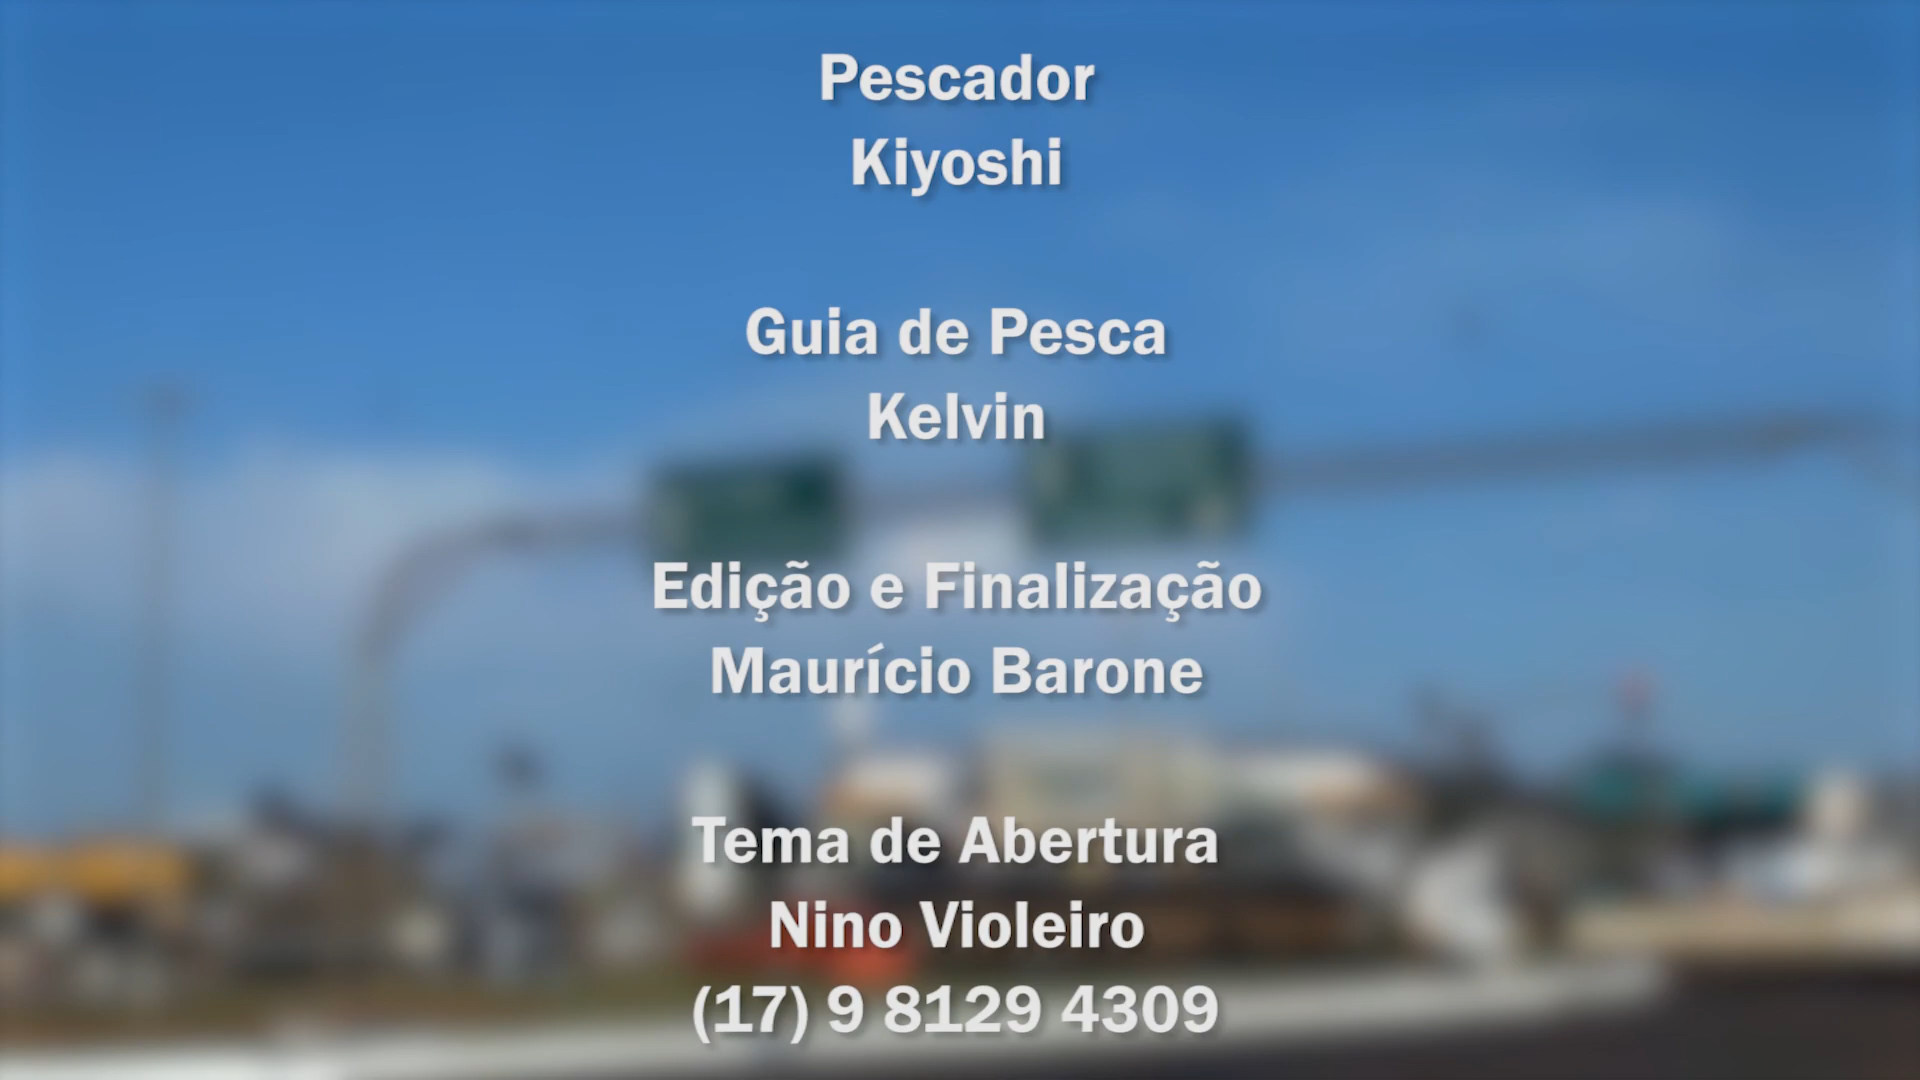 Pescador
Kiyoshi
Guia de Pesca
Kelvin
Edição e Finalização
Maurício Barone
Tema de Abertura
Nino Violeiro
(17) 9 8129 4309